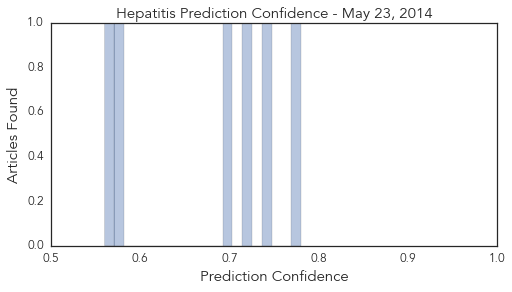 Hepatitis Prediction Confidence - May 23, 2014
1.0
0.8
0.6
0.4
0.2
0.0
Articles Found
0.5 0.6 0.7 0.8 0.9 1.0
Prediction Confidence